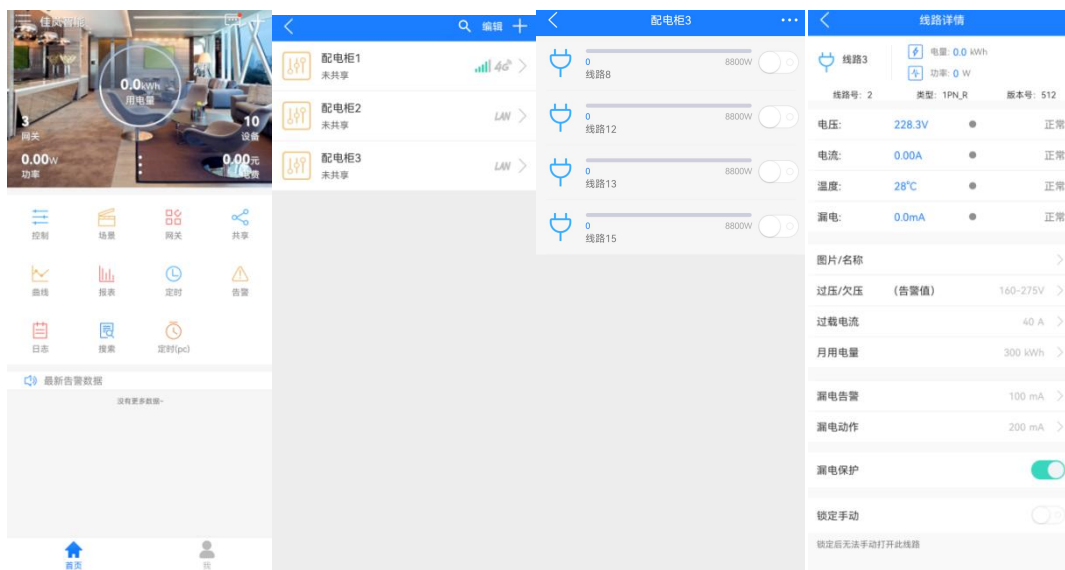 佳岚智能
0.0kWh
用电量
3
网关
10
设备
0.00W
功率
0.00元
电费
控制
场景
网关
共享
曲线
报表
定时
告警
日志
搜索
定时(pc)
最新告警数据
没有更多数据~
首页
我
编辑
配电柜1
未共享
4G
配电柜2
未共享
LAN
配电柜3
未共享
LAN
配电柜3
0
8800W
线路8
0
8800W
线路12
0
8800W
线路13
0
8800W
线路15
线路详情
线路3
电量: 0.0 kWh
功率: 0 W
线路号: 2 类型: 1PN_R 版本号: 512
电压: 228.3V 正常
电流: 0.00A 正常
温度: 28℃ 正常
漏电: 0.0mA 正常
图片/名称
过压/欠压 (告警值) 160-275V
过载电流 40 A
月用电量 300 kWh
漏电告警 100 mA
漏电动作 200 mA
漏电保护
锁定手动
锁定后无法手动打开此线路